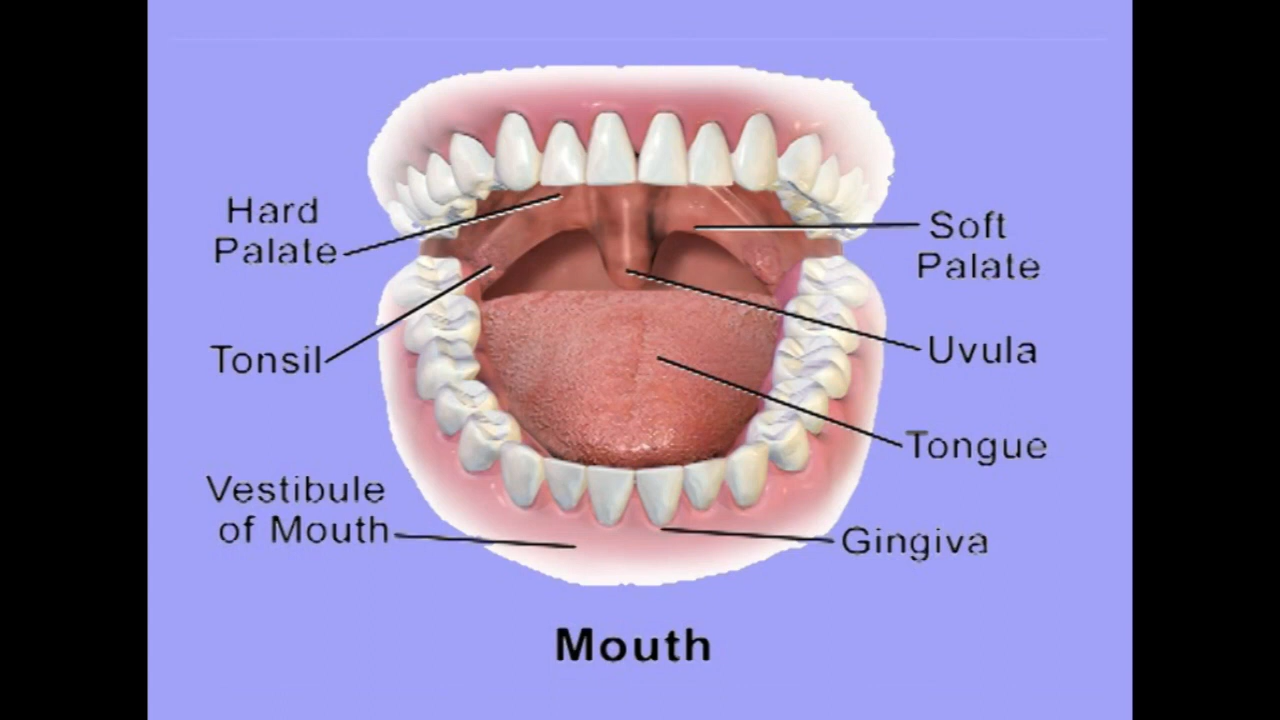 Hard
Palate
Soft
Palate
Tonsil
Uvula
Tongue
Vestibule
of Mouth
Gingiva
Mouth